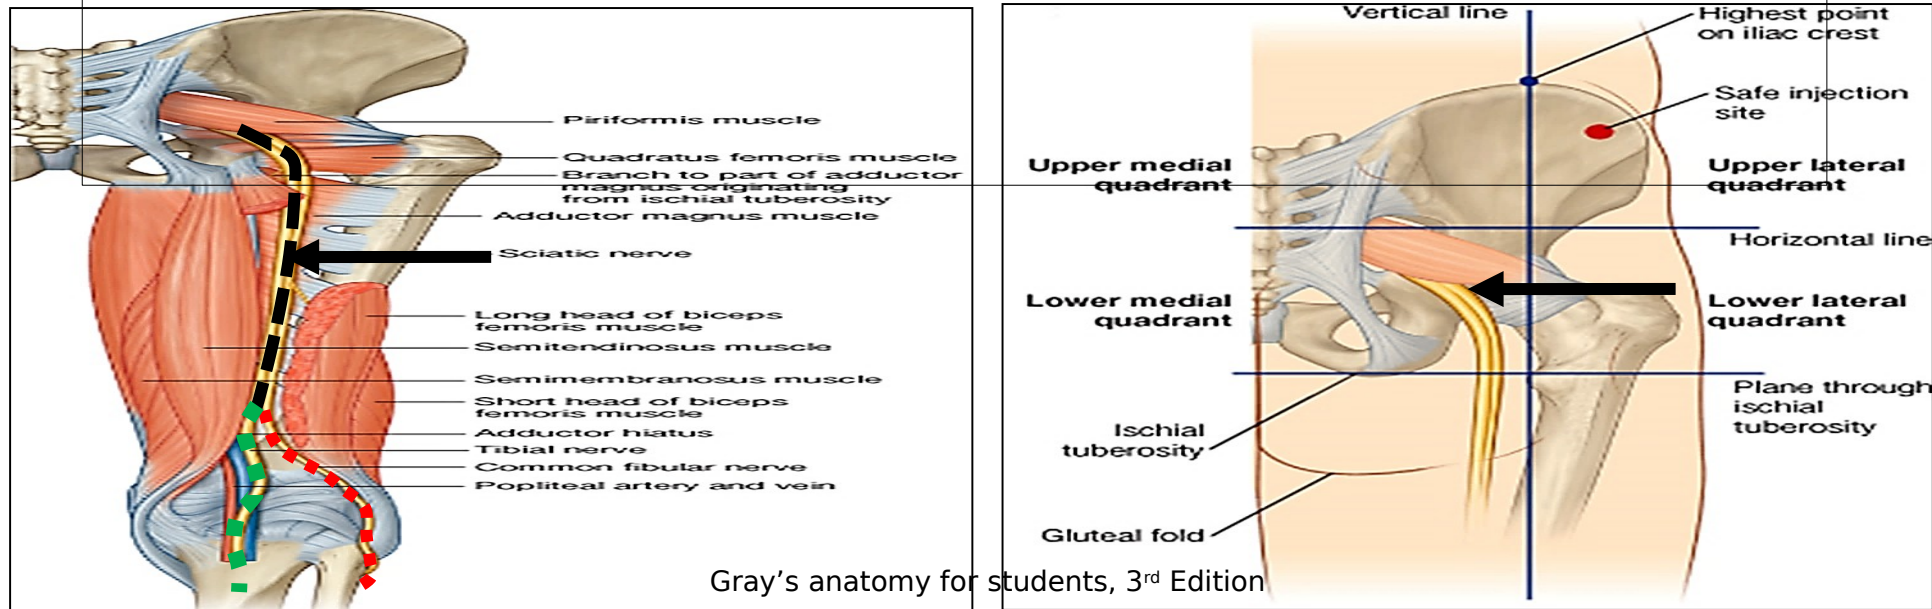 Piriformis muscle
Quadratus femoris muscle
Branch to part of adductor
magnus originating
from ischial tuberosity
Adductor magnus muscle
Sciatic nerve
Long head of biceps
femoris muscle
Semitendinosus muscle
Semimembranosus muscle
Short head of biceps
femoris muscle
Adductor hiatus
Tibial nerve
Common fibular nerve
Popliteal artery and vein
Vertical line
Highest point
on iliac crest
Safe injection
site
Upper medial
quadrant
Upper lateral
quadrant
Horizontal line
Lower medial
quadrant
Lower lateral
quadrant
Plane through
ischial
tuberosity
Ischial
tuberosity
Gluteal fold
Gray’s anatomy for students, 3rd Edition